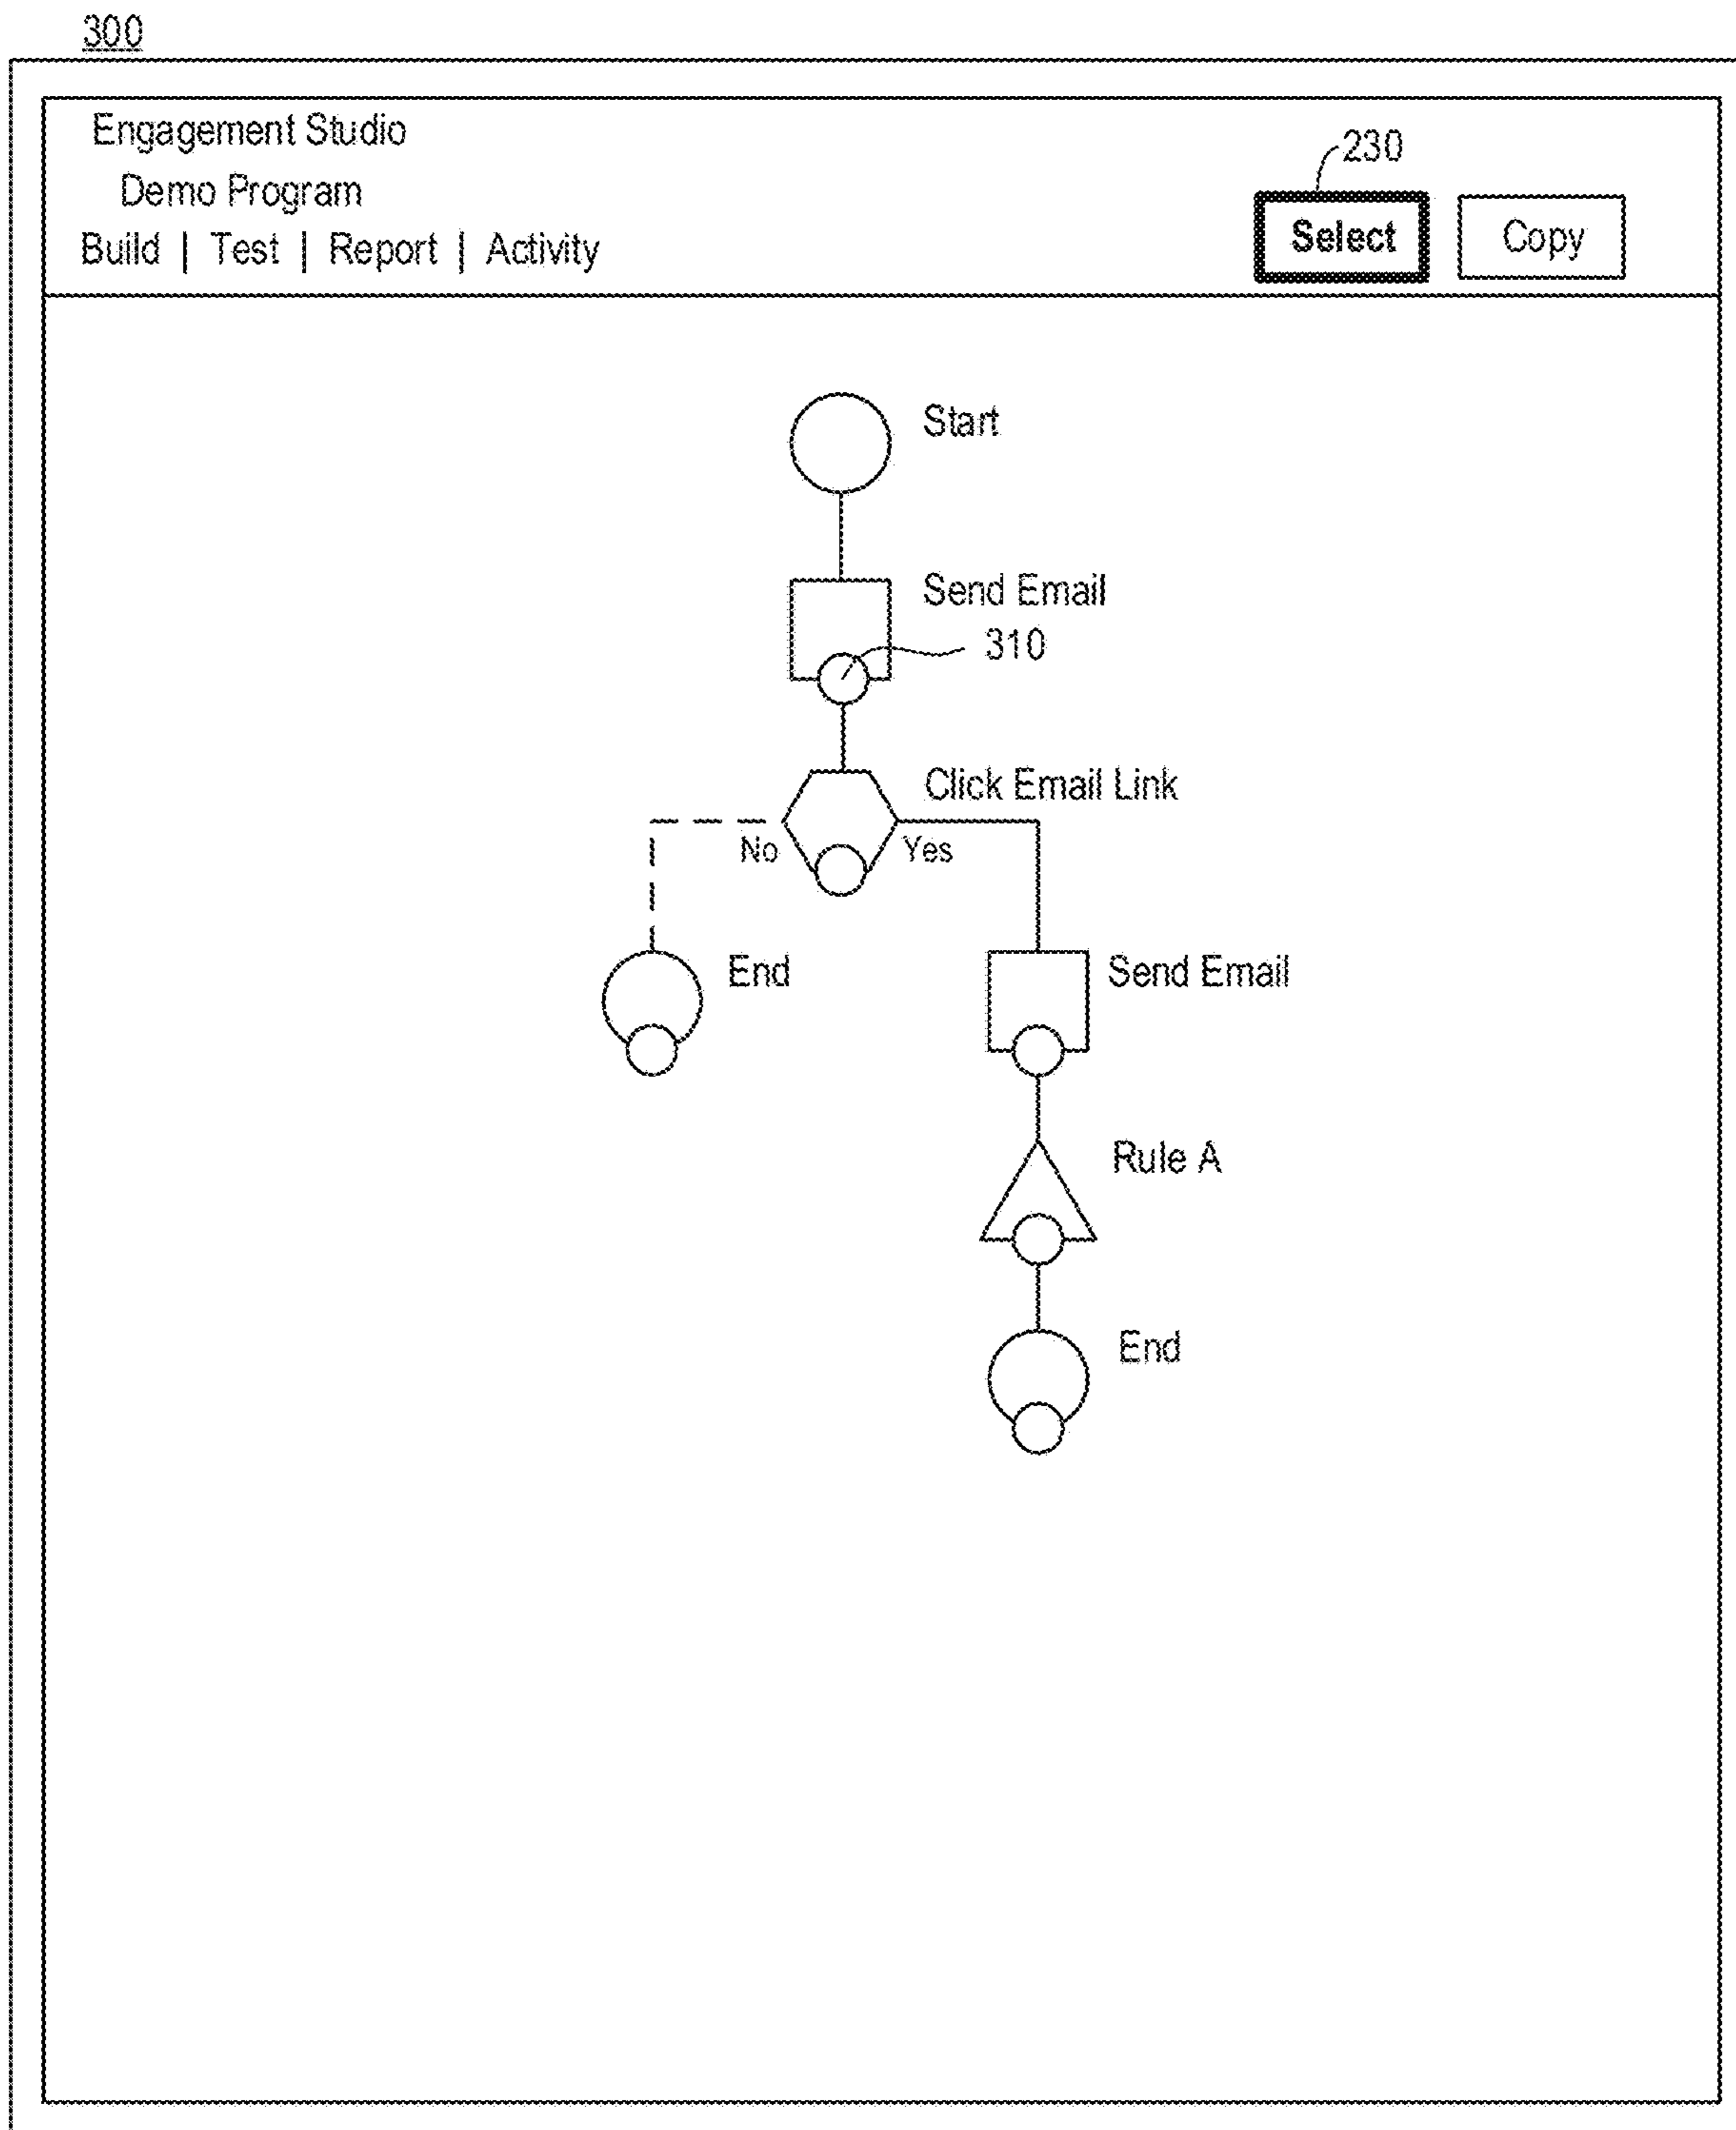 300
Engagement Studio
230
Demo Program
Build | Test | Report | Activity
Select
Copy
Start
Send Email
310
Click Email Link
No
Yes
End
Send Email
Rule A
End